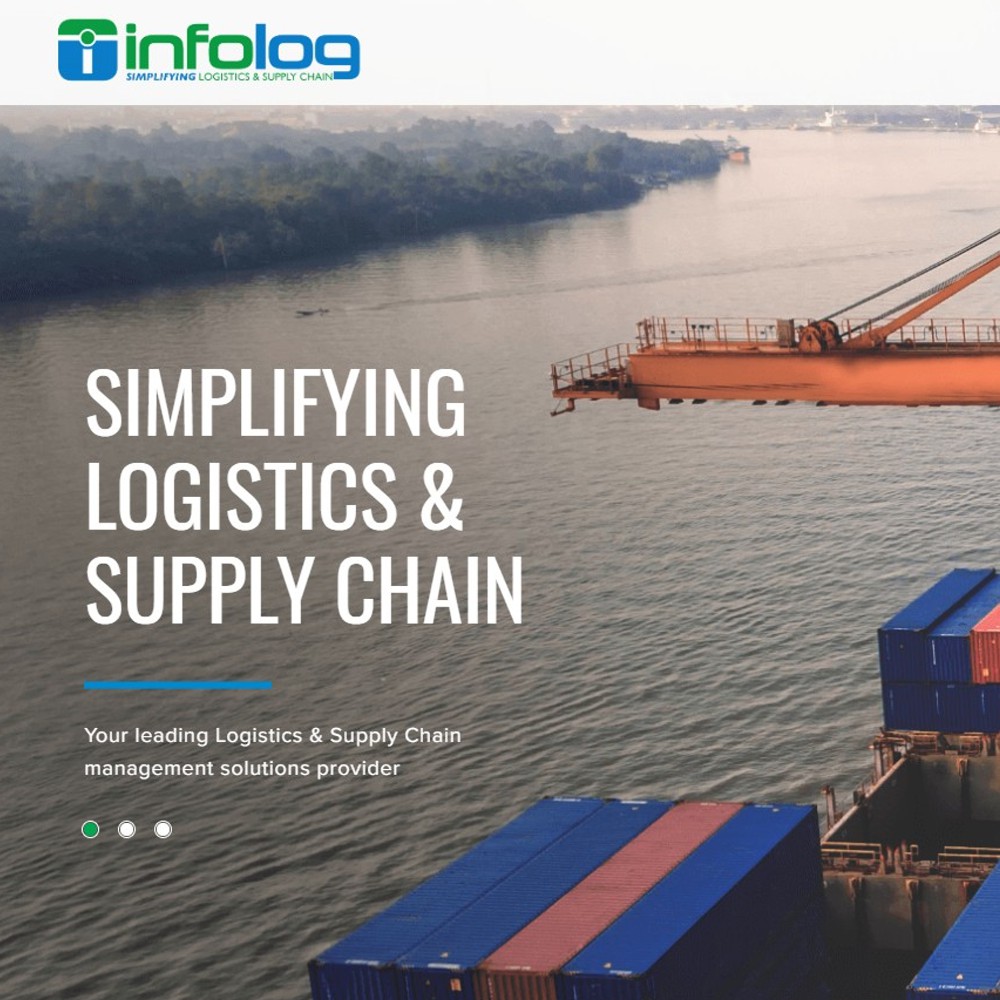 infolog
SIMPLIFYING LOGISTICS & SUPPLY CHAIN
SIMPLIFYING
LOGISTICS &
SUPPLY CHAIN
Your leading Logistics & Supply Chain
management solutions provider